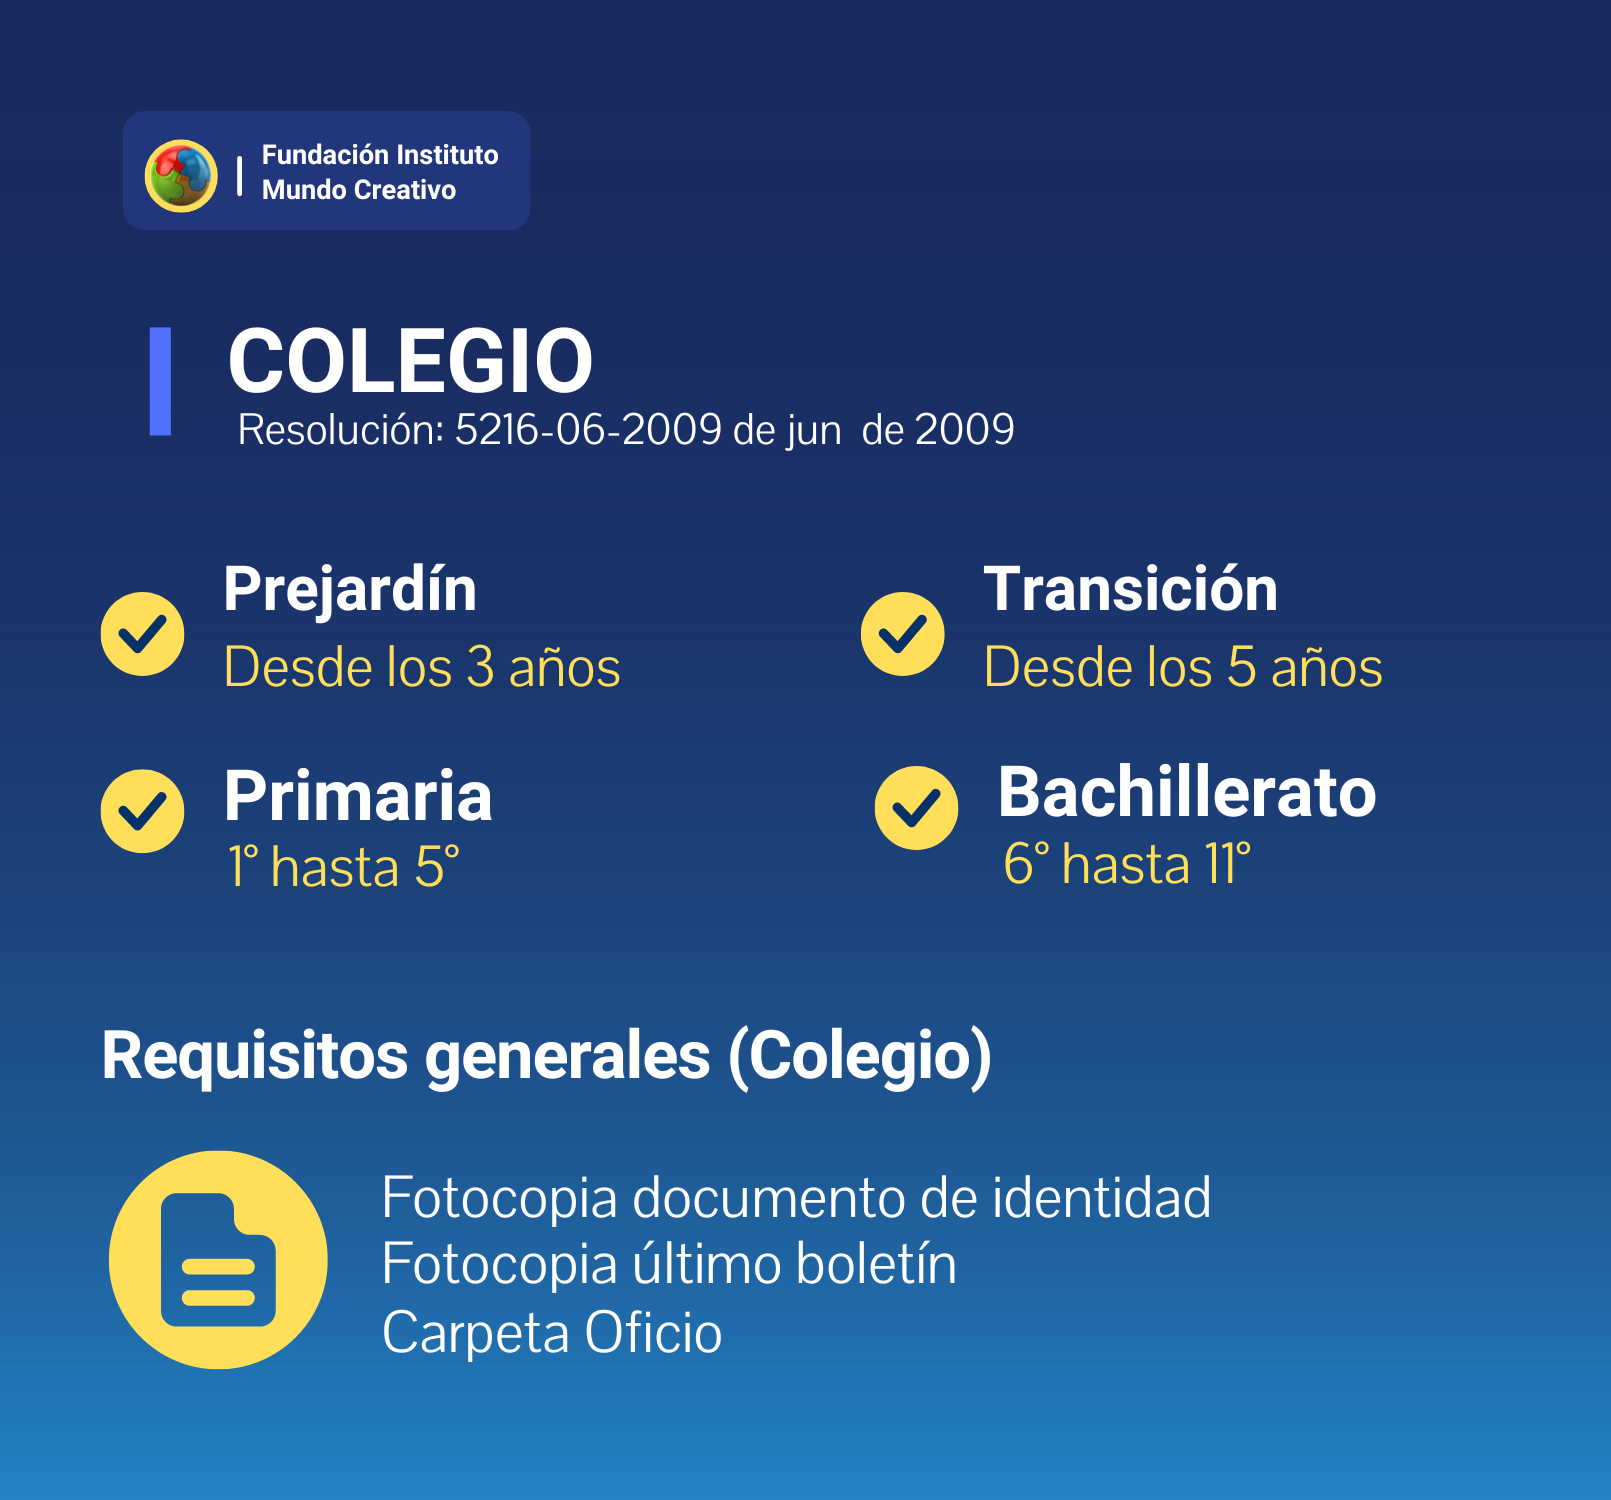 Fundación Instituto
Mundo Creativo
COLEGIO
Resolución: 5216-06-2009 de jun  de 2009
Prejardín
Desde los 3 años
Transición
Desde los 5 años
Primaria
1° hasta 5°
Bachillerato
6° hasta 11°
Requisitos generales (Colegio)
Fotocopia documento de identidad
Fotocopia último boletín
Carpeta Oficio